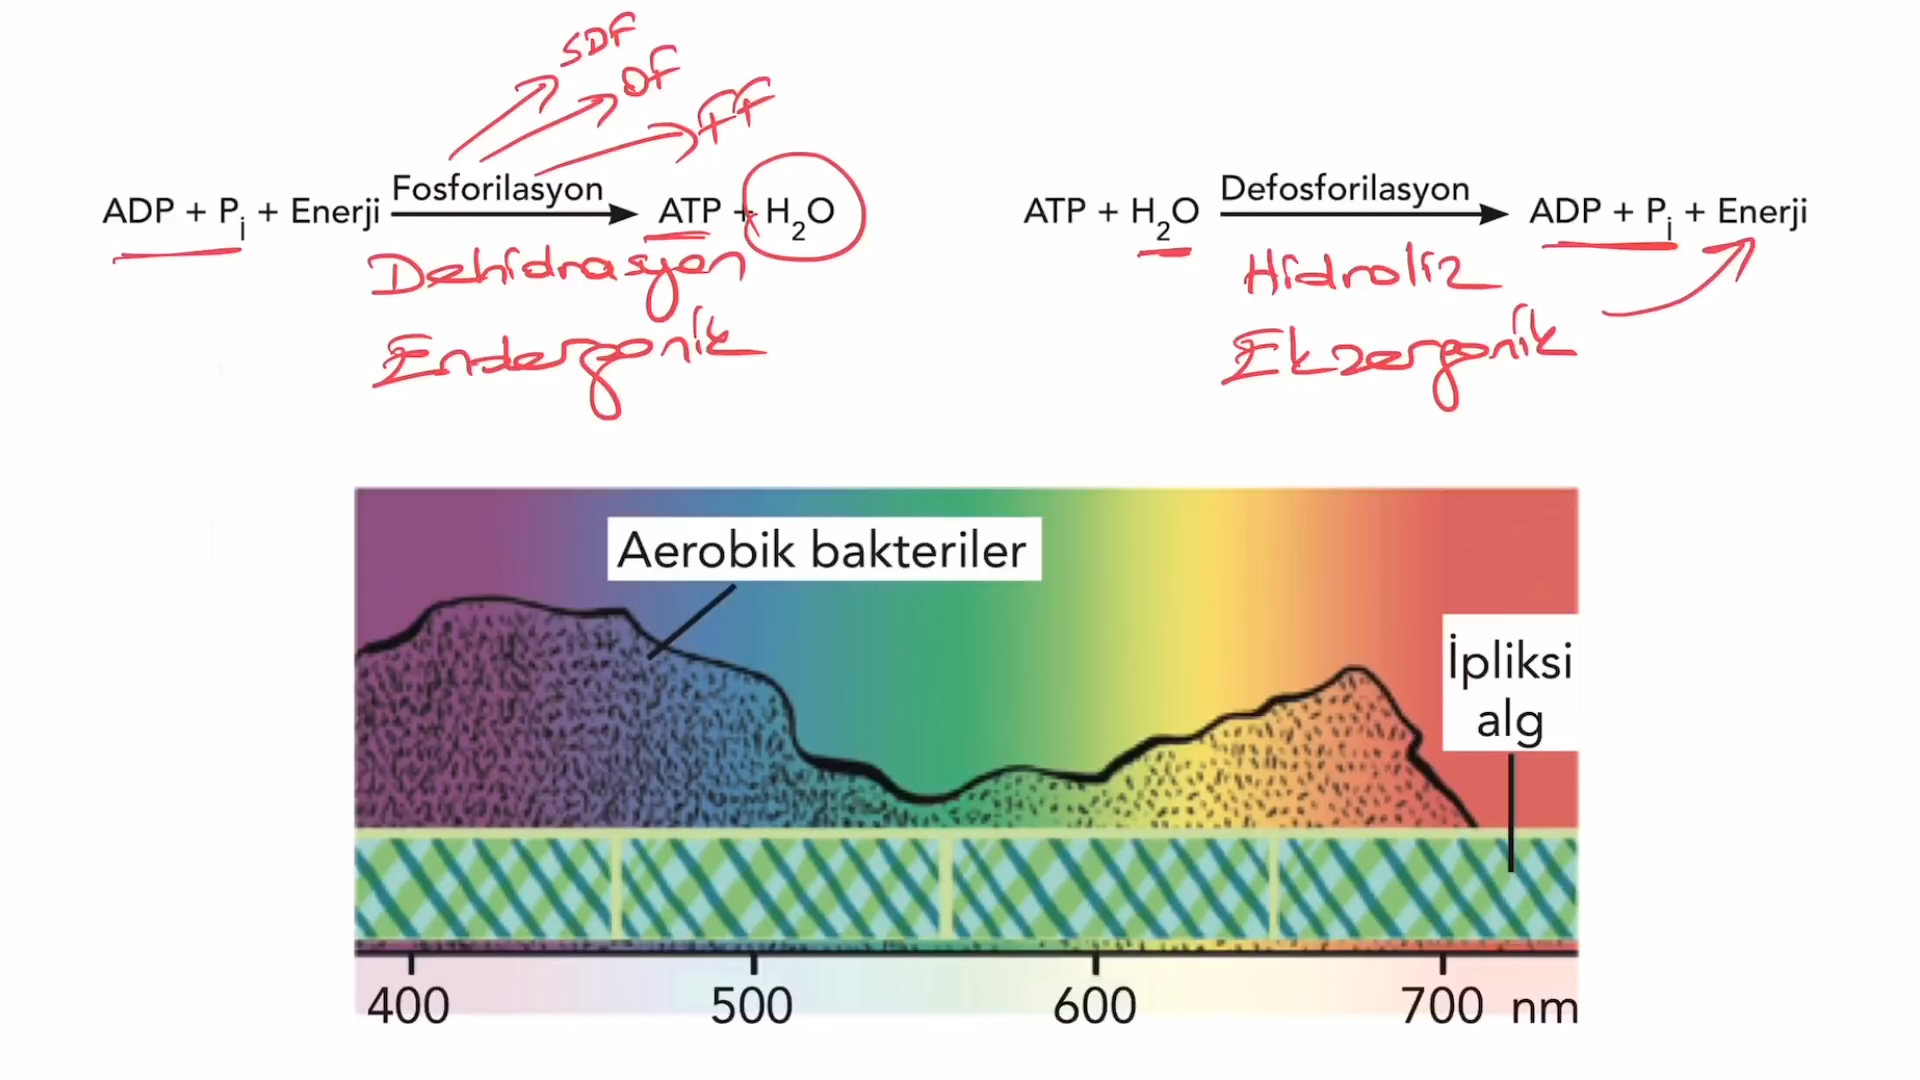 SDF
OF
FF
ADP + Pi + Enerji Fosforilasyon ATP + H2O
Dehidrasyon
Endergonik
ATP + H2O Defosforilasyon ADP + Pi + Enerji
Hidroliz
Ekzergonik
Aerobik bakteriler
İpliksi
alg
400 500 600 700 nm